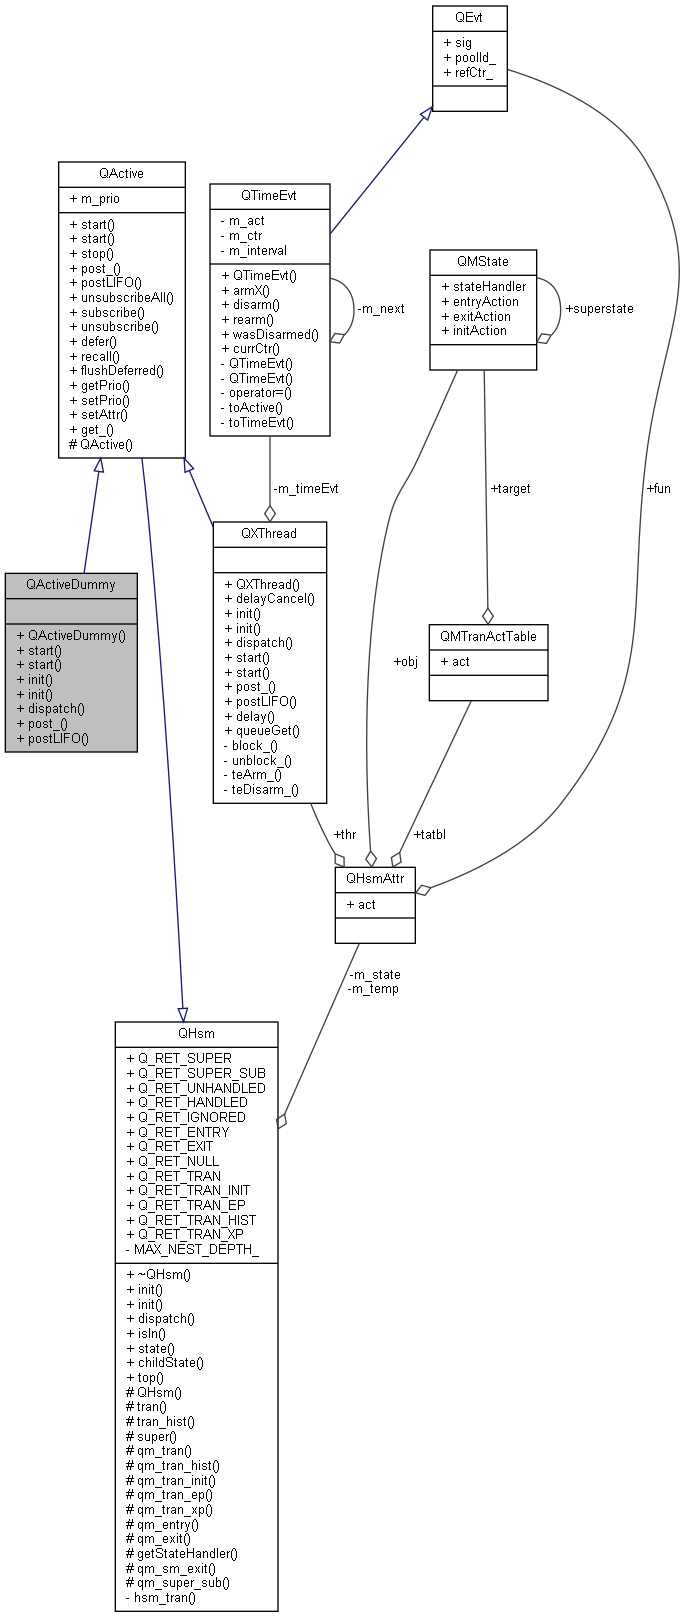 QEvt
+ sig
+ poolId_
+ refCtr_
QActive
+ m_prio
+ start()
+ start()
+ stop()
+ post_()
+ postLIFO()
+ unsubscribeAll()
+ subscribe()
+ unsubscribe()
+ defer()
+ recall()
+ flushDeferred()
+ getPrio()
+ setPrio()
+ setAttr()
+ get_()
# QActive()
QTimeEvt
- m_act
- m_ctr
- m_interval
+ QTimeEvt()
+ armX()
+ disarm()
+ rearm()
+ wasDisarmed()
+ currCtr()
- QTimeEvt()
- QTimeEvt()
- operator=()
- toActive()
- toTimeEvt()
-m_next
QMState
+ stateHandler
+ entryAction
+ exitAction
+ initAction
+superstate
-m_timeEvt
+target
+fun
QXThread
+ QXThread()
+ delayCancel()
+ init()
+ init()
+ dispatch()
+ start()
+ start()
+ post_()
+ postLIFO()
+ delay()
+ queueGet()
- block_()
- unblock_()
- teArm_()
- teDisarm_()
QActiveDummy
+ QActiveDummy()
+ start()
+ start()
+ init()
+ init()
+ dispatch()
+ post_()
+ postLIFO()
QMTranActTable
+ act
+obj
+thr
+tatbl
QHsmAttr
+ act
-m_state
-m_temp
QHsm
+ Q_RET_SUPER
+ Q_RET_SUPER_SUB
+ Q_RET_UNHANDLED
+ Q_RET_HANDLED
+ Q_RET_IGNORED
+ Q_RET_ENTRY
+ Q_RET_EXIT
+ Q_RET_NULL
+ Q_RET_TRAN
+ Q_RET_TRAN_INIT
+ Q_RET_TRAN_EP
+ Q_RET_TRAN_HIST
+ Q_RET_TRAN_XP
- MAX_NEST_DEPTH_
+ ~QHsm()
+ init()
+ init()
+ dispatch()
+ isIn()
+ state()
+ childState()
+ top()
# QHsm()
# tran()
# tran_hist()
# super()
# qm_tran()
# qm_tran_hist()
# qm_tran_init()
# qm_tran_ep()
# qm_tran_xp()
# qm_entry()
# qm_exit()
# getStateHandler()
# qm_sm_exit()
# qm_super_sub()
- hsm_tran()